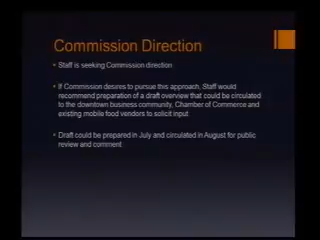 Commission Direction
Staff is seeking Commission direction
If Commission desires to pursue this approach, Staff would
recommend preparation of a draft overview that could be circulated
to the downtown business community, Chamber of Commerce and
existing mobile food vendors to solicit input
Draft could be prepared in July and circulated in August for public
review and comment